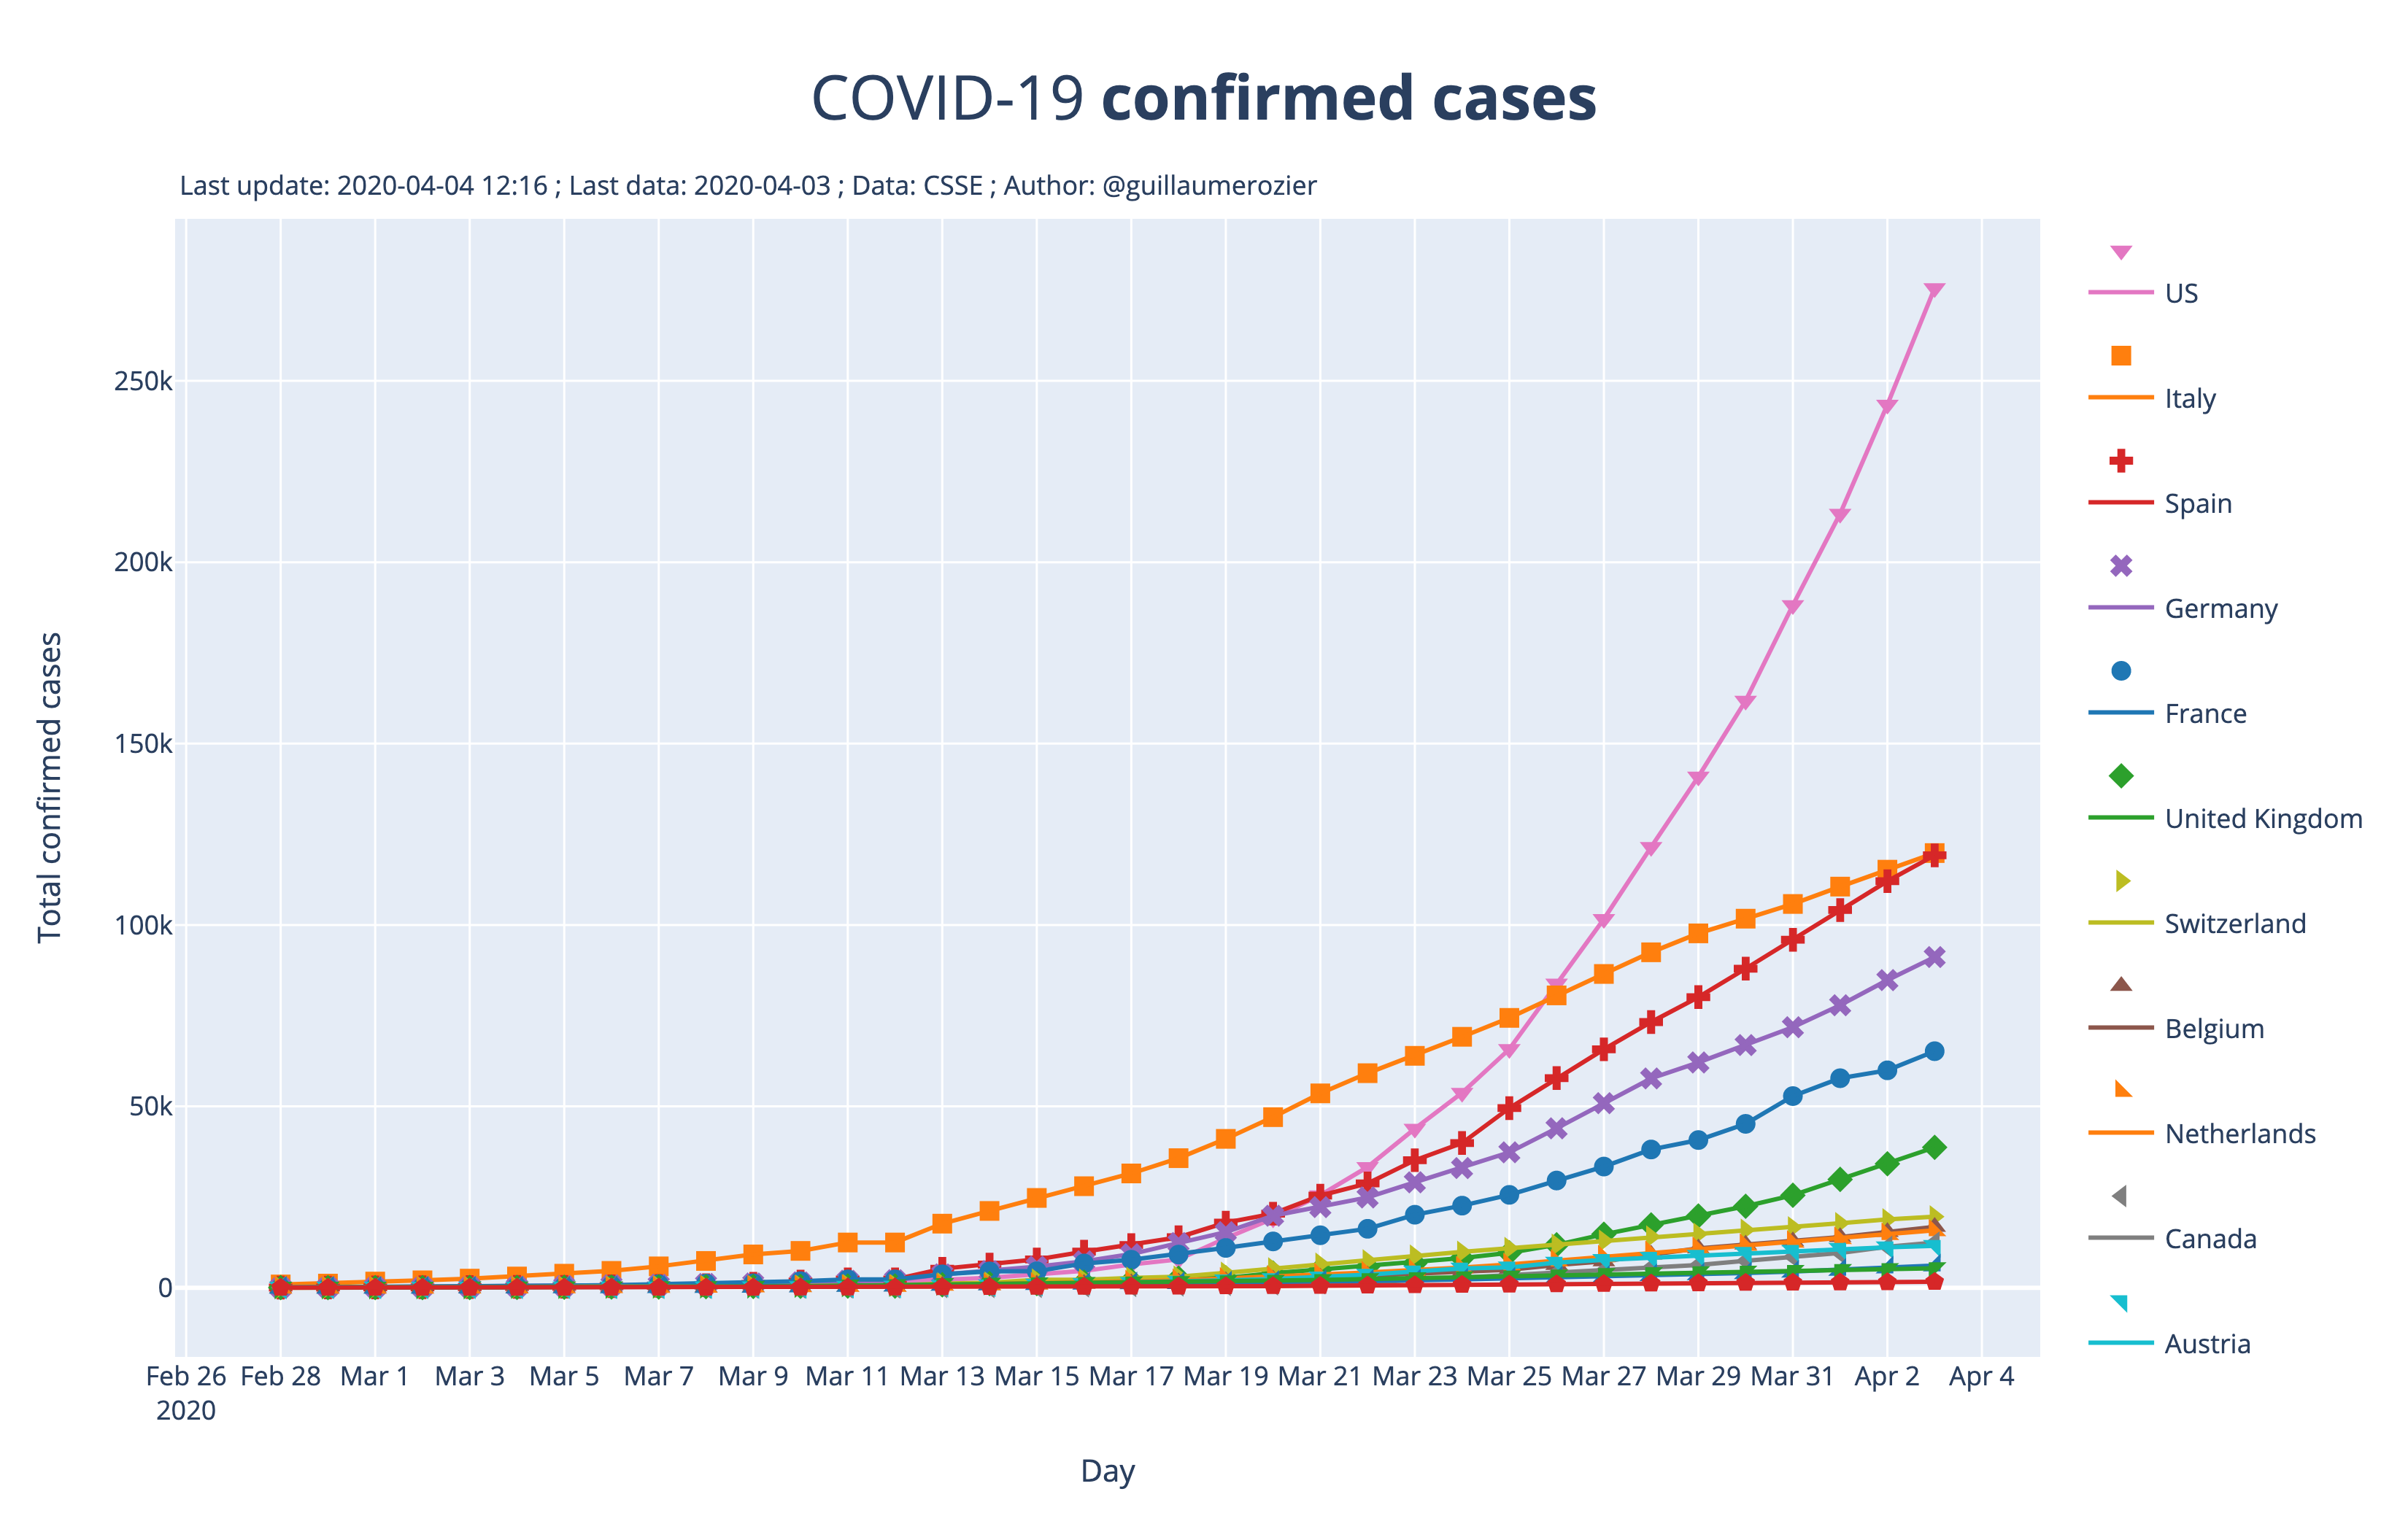 COVID-19 confirmed cases
Last update: 2020-04-04 12:16 ; Last data: 2020-04-03 ; Data: CSSE ; Author: @guillaumerozier
US
Italy
Spain
Germany
France
United Kingdom
Switzerland
Belgium
Netherlands
Canada
Austria
250k
200k
150k
100k
50k
0
Total confirmed cases
Feb 26 Feb 28 Mar 1 Mar 3 Mar 5 Mar 7 Mar 9 Mar 11 Mar 13 Mar 15 Mar 17 Mar 19 Mar 21 Mar 23 Mar 25 Mar 27 Mar 29 Mar 31 Apr 2 Apr 4
2020
Day